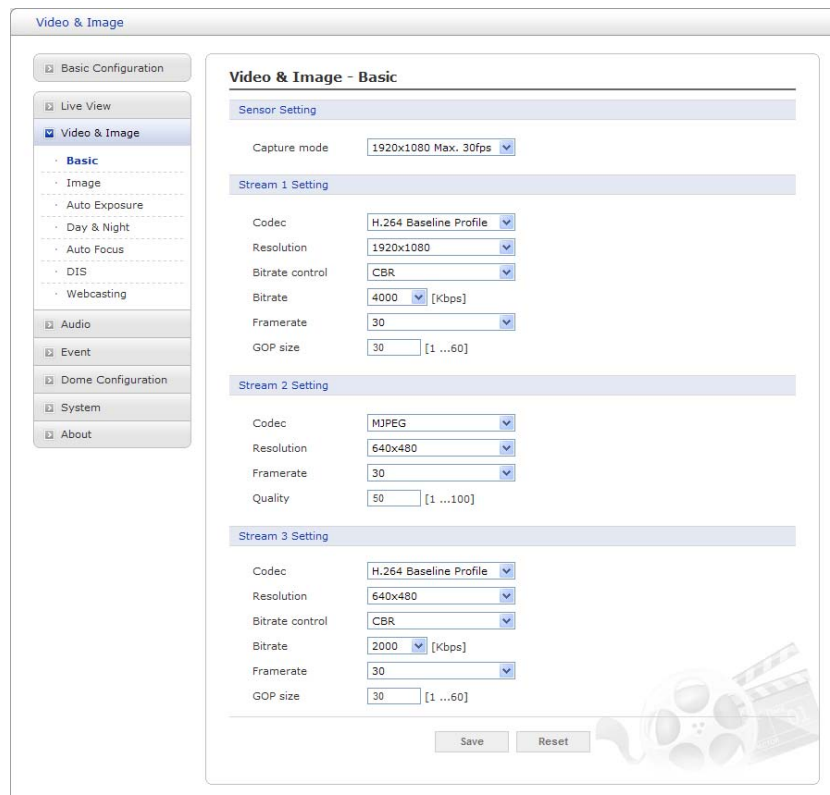 Video & Image
Basic Configuration
Live View
Video & Image
Basic
Image
Auto Exposure
Day & Night
Auto Focus
DIS
Webcasting
Audio
Event
Dome Configuration
System
About
Video & Image - Basic
Sensor Setting
Capture mode 1920x1080 Max. 30fps
Stream 1 Setting
Codec H.264 Baseline Profile
Resolution 1920x1080
Bitrate control CBR
Bitrate 4000 [Kbps]
Framerate 30
GOP size 30 [1 ...60]
Stream 2 Setting
Codec MJPEG
Resolution 640x480
Framerate 30
Quality 50 [1 ...100]
Stream 3 Setting
Codec H.264 Baseline Profile
Resolution 640x480
Bitrate control CBR
Bitrate 2000 [Kbps]
Framerate 30
GOP size 30 [1 ...60]
Save Reset